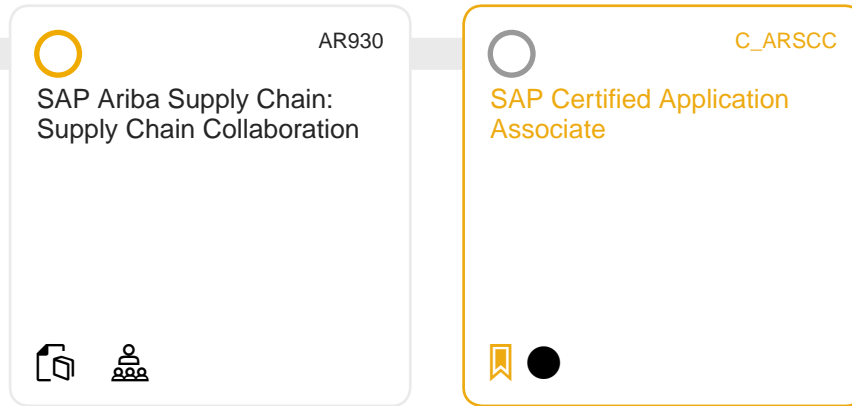 AR930
SAP Ariba Supply Chain:
Supply Chain Collaboration
C_ARSCC
SAP Certified Application
Associate